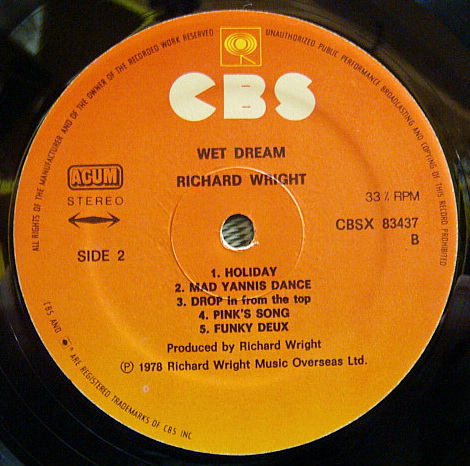 ALL RIGHTS OF THE MANUFACTURER AND OF THE OWNER OF THE RECORDED WORK RESERVED
UNAUTHORIZED PUBLIC PERFORMANCE BROADCASTING AND COPYING OF THIS RECORD PROHIBITED
CBS
WET DREAM
RICHARD WRIGHT
ACUM
STEREO
33⅓ RPM
CBSX 83437
B
SIDE 2
1. HOLIDAY
2. MAD YANNIS DANCE
3. DROP in from the top
4. PINK'S SONG
5. FUNKY DEUX
Produced by Richard Wright
℗ 1978 Richard Wright Music Overseas Ltd.
CBS AND ARE REGISTERED TRADEMARKS OF CBS INC